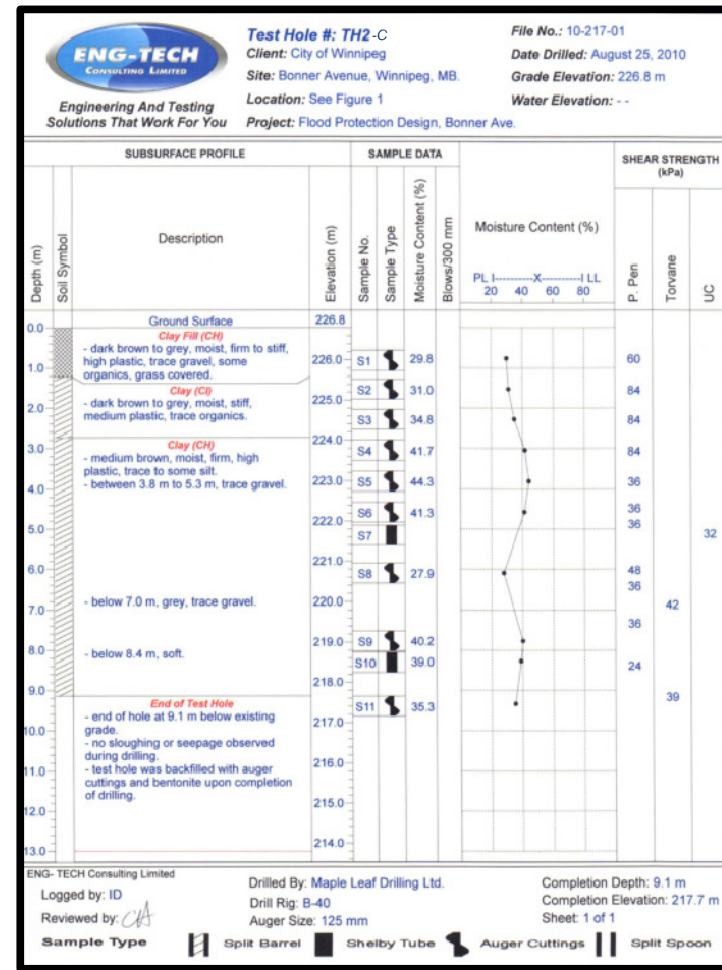 ENG-TECH
CONSULTING LIMITED
Engineering And Testing
Solutions That Work For You
Test Hole #: TH2-C
Client: City of Winnipeg
Site: Bonner Avenue, Winnipeg, MB.
Location: See Figure 1
Project: Flood Protection Design, Bonner Ave.
File No.: 10-217-01
Date Drilled: August 25, 2010
Grade Elevation: 226.8 m
Water Elevation: - -
SUBSURFACE PROFILE
SAMPLE DATA
SHEAR STRENGTH
(kPa)
Depth (m)
Soil Symbol
Description
Elevation (m)
Sample No.
Sample Type
Moisture Content (%)
Blows/300 mm
Moisture Content (%)
PL I---------X---------I LL
20 40 60 80
P. Pen
Torvane
UC
0.0
1.0
2.0
3.0
4.0
5.0
6.0
7.0
8.0
9.0
10.0
11.0
12.0
13.0
Ground Surface
Clay Fill (CH)
- dark brown to grey, moist, firm to stiff,
high plastic, trace gravel, some
organics, grass covered.
Clay (CI)
- dark brown to grey, moist, stiff,
medium plastic, trace organics.
Clay (CH)
- medium brown, moist, firm, high
plastic, trace to some silt.
- between 3.8 m to 5.3 m, trace gravel.
- below 7.0 m, grey, trace gravel.
- below 8.4 m, soft.
End of Test Hole
- end of hole at 9.1 m below existing
grade.
- no sloughing or seepage observed
during drilling.
- test hole was backfilled with auger
cuttings and bentonite upon completion
of drilling.
226.8
226.0
225.0
224.0
223.0
222.0
221.0
220.0
219.0
218.0
217.0
216.0
215.0
214.0
S1 29.8
S2 31.0
S3 34.8
S4 41.7
S5 44.3
S6 41.3
S7
S8 27.9
S9 40.2
S10 39.0
S11 35.3
60
84
84
84
36
36
36
48
36
36
24
42
39
32
ENG- TECH Consulting Limited
Logged by: ID
Reviewed by:
Drilled By: Maple Leaf Drilling Ltd.
Drill Rig: B-40
Auger Size: 125 mm
Completion Depth: 9.1 m
Completion Elevation: 217.7 m
Sheet: 1 of 1
Sample Type Split Barrel Shelby Tube Auger Cuttings Split Spoon